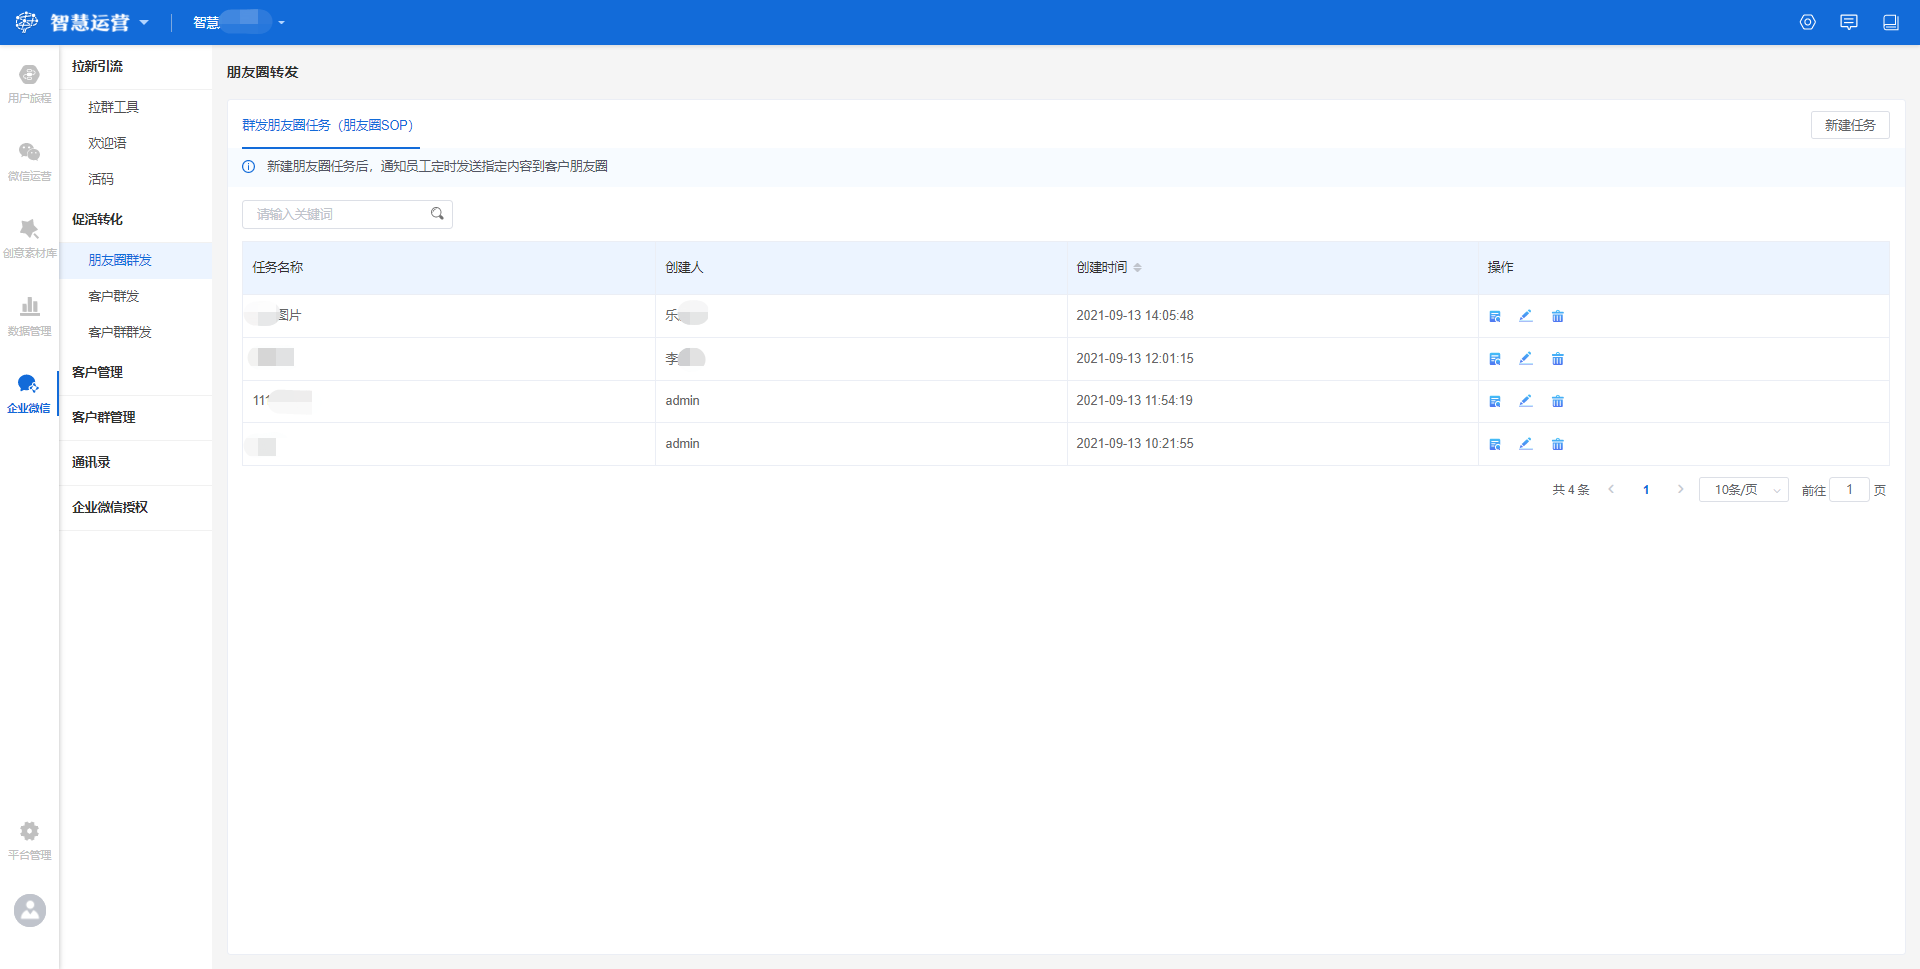 智慧运营
智慧
用户旅程
微信运营
创意素材库
数据管理
企业微信
平台管理
拉新引流
拉群工具
欢迎语
活码
促活转化
朋友圈群发
客户群发
客户群群发
客户管理
客户群管理
通讯录
企业微信授权
朋友圈转发
群发朋友圈任务（朋友圈SOP）
新建任务
新建朋友圈任务后，通知员工定时发送指定内容到客户朋友圈
请输入关键词
任务名称 创建人 创建时间 操作
图片 乐 2021-09-13 14:05:48
李 2021-09-13 12:01:15
111 admin 2021-09-13 11:54:19
admin 2021-09-13 10:21:55
共 4 条 1 10条/页 前往 1 页